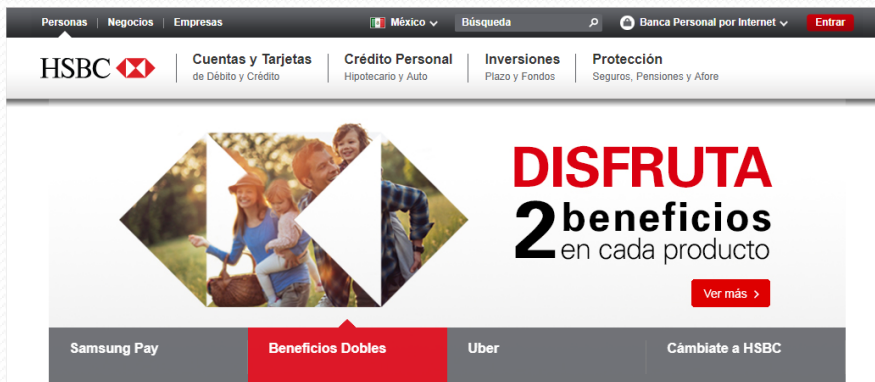 Personas | Negocios | Empresas México Búsqueda Banca Personal por Internet Entrar
HSBC
Cuentas y Tarjetas
de Débito y Crédito
Crédito Personal
Hipotecario y Auto
Inversiones
Plazo y Fondos
Protección
Seguros, Pensiones y Afore
DISFRUTA
2 beneficios
en cada producto
Ver más
Samsung Pay
Beneficios Dobles
Uber
Cámbiate a HSBC